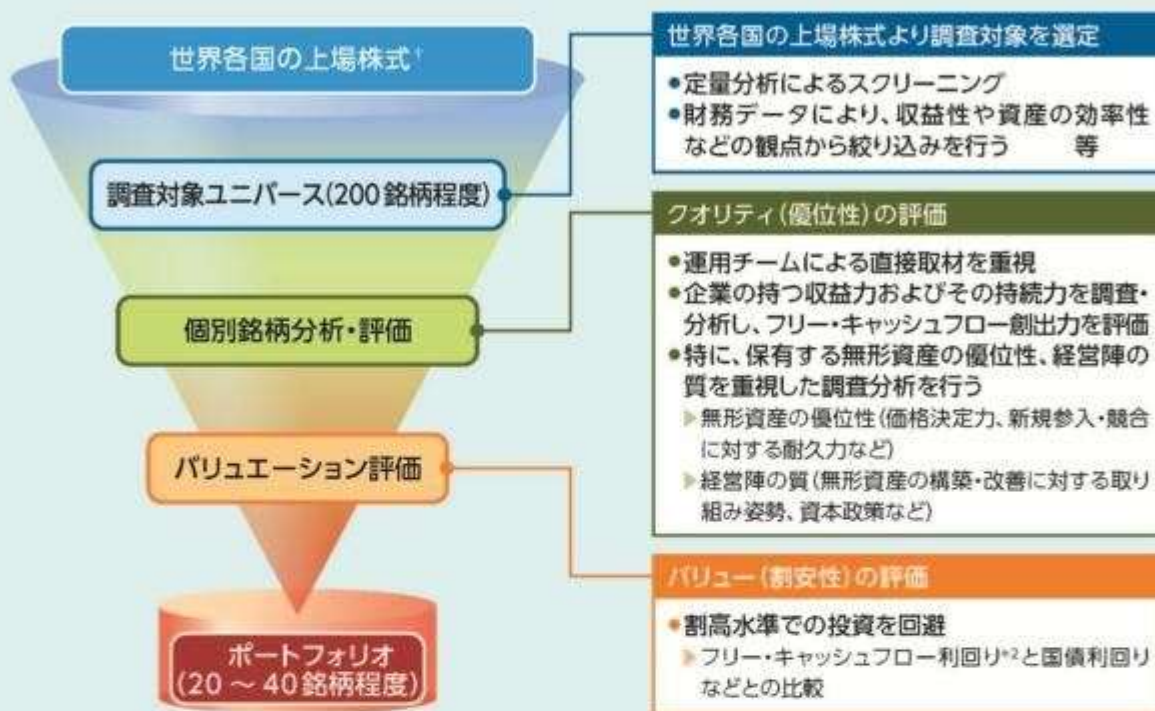 世界各国の上場株式†
調査対象ユニバース(200銘柄程度)
個別銘柄分析・評価
バリュエーション評価
ポートフォリオ
(20 ～ 40銘柄程度)
世界各国の上場株式より調査対象を選定
●定量分析によるスクリーニング
●財務データにより、収益性や資産の効率性
などの観点から絞り込みを行う 等
クオリティ(優位性)の評価
●運用チームによる直接取材を重視
●企業の持つ収益力およびその持続力を調査・
分析し、フリー・キャッシュフロー創出力を評価
●特に、保有する無形資産の優位性、経営陣の
質を重視した調査分析を行う
▶無形資産の優位性(価格決定力、新規参入・競合
に対する耐久力など)
▶経営陣の質(無形資産の構築・改善に対する取り
組み姿勢、資本政策など)
バリュー(割安性)の評価
●割高水準での投資を回避
▶フリー・キャッシュフロー利回り*2と国債利回り
などとの比較